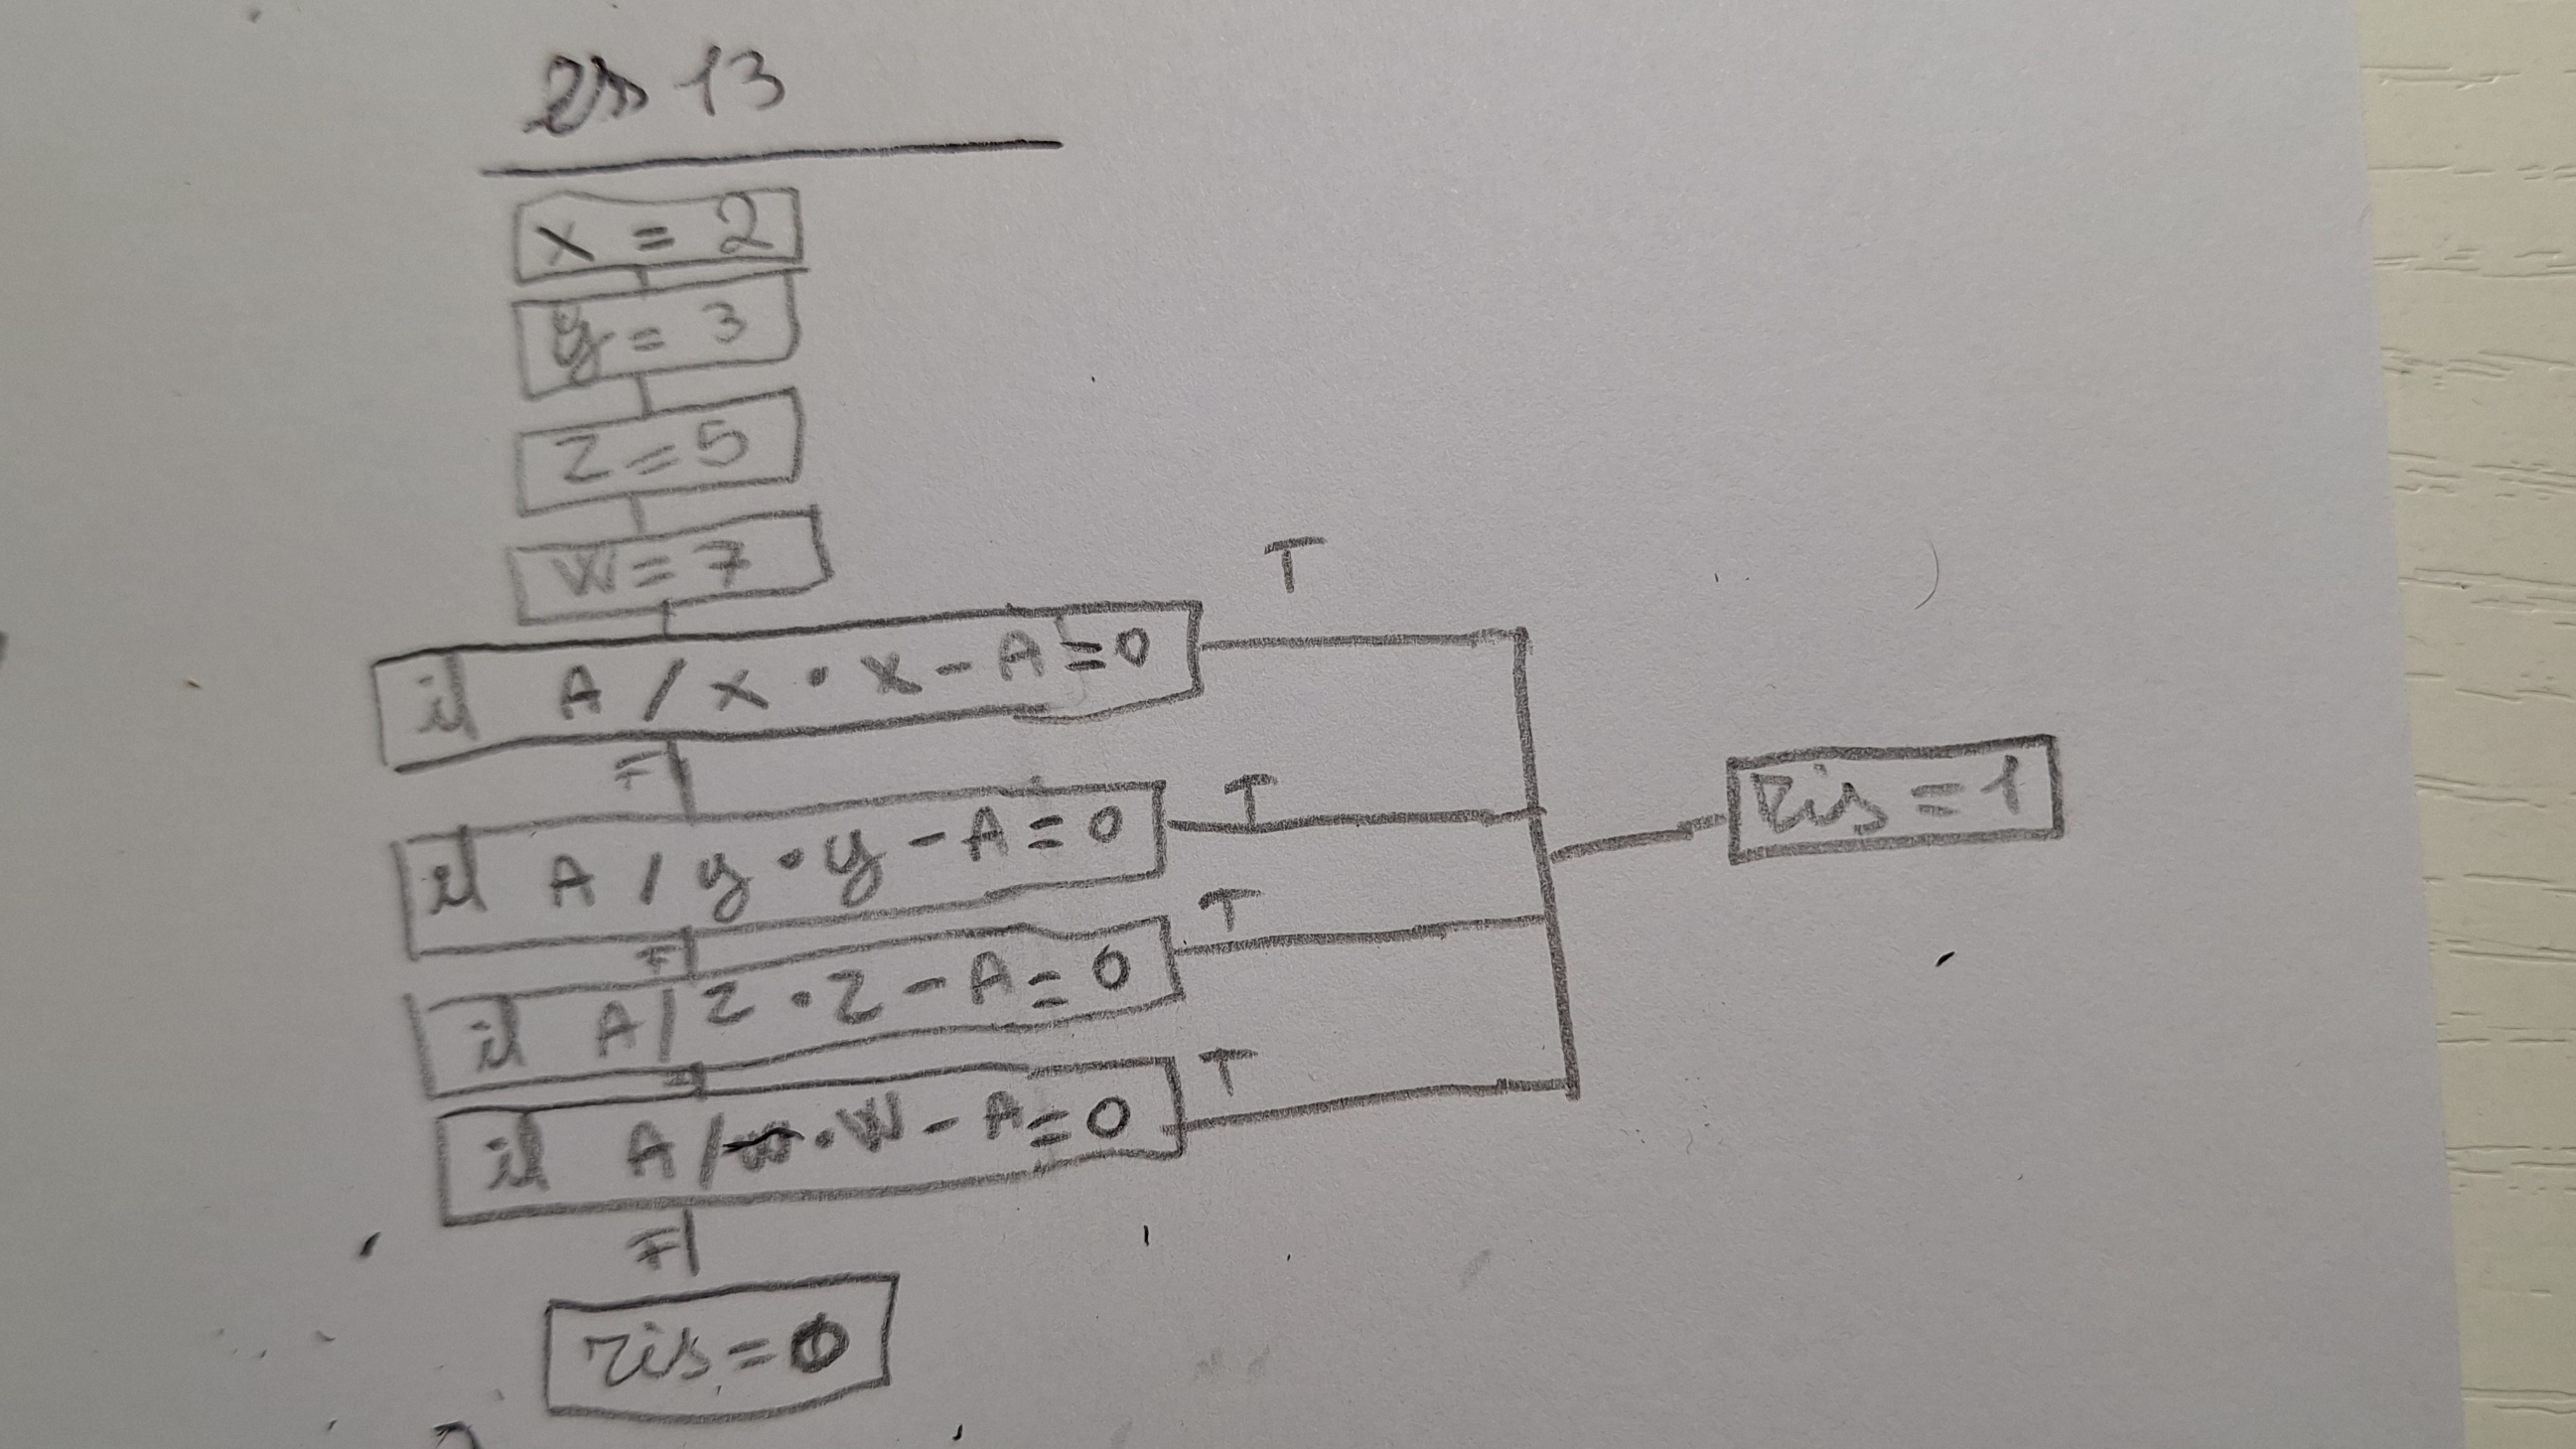 es 13
x = 2
y = 3
Z = 5
W = 7
T
if A / x • x - A = 0
F
T
if A / y • y - A = 0
Ris = 1
F
T
if A / Z • Z - A = 0
F
T
if A / • W - A = 0
F
ris = 0